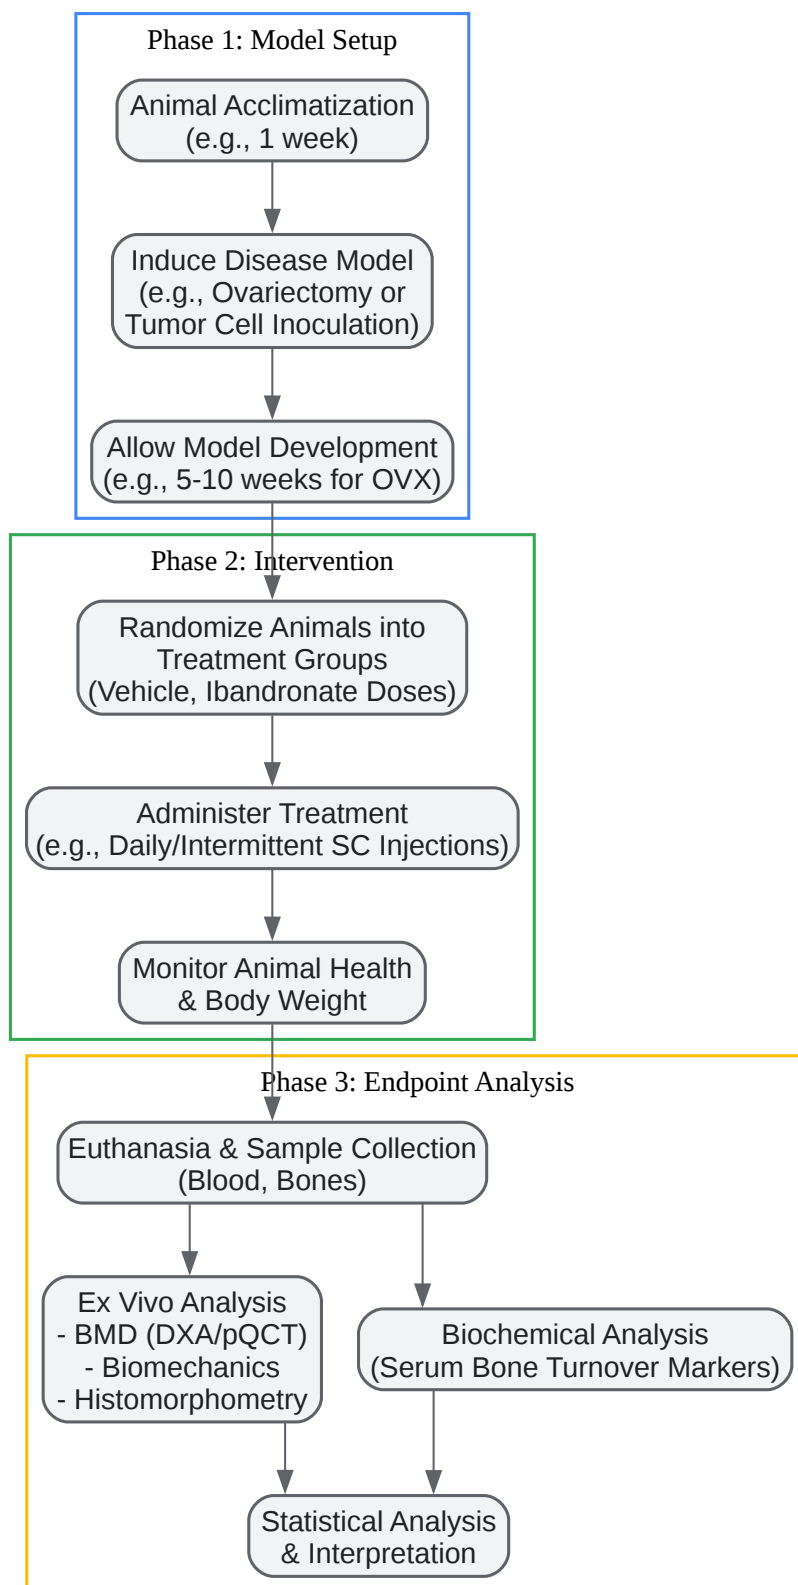 Phase 1: Model Setup
Animal Acclimatization
(e.g., 1 week)
Induce Disease Model
(e.g., Ovariectomy or
Tumor Cell Inoculation)
Allow Model Development
(e.g., 5-10 weeks for OVX)
Phase 2: Intervention
Randomize Animals into
Treatment Groups
(Vehicle, Ibandronate Doses)
Administer Treatment
(e.g., Daily/Intermittent SC Injections)
Monitor Animal Health
& Body Weight
Phase 3: Endpoint Analysis
Euthanasia & Sample Collection
(Blood, Bones)
Ex Vivo Analysis
- BMD (DXA/pQCT)
- Biomechanics
- Histomorphometry
Biochemical Analysis
(Serum Bone Turnover Markers)
Statistical Analysis
& Interpretation